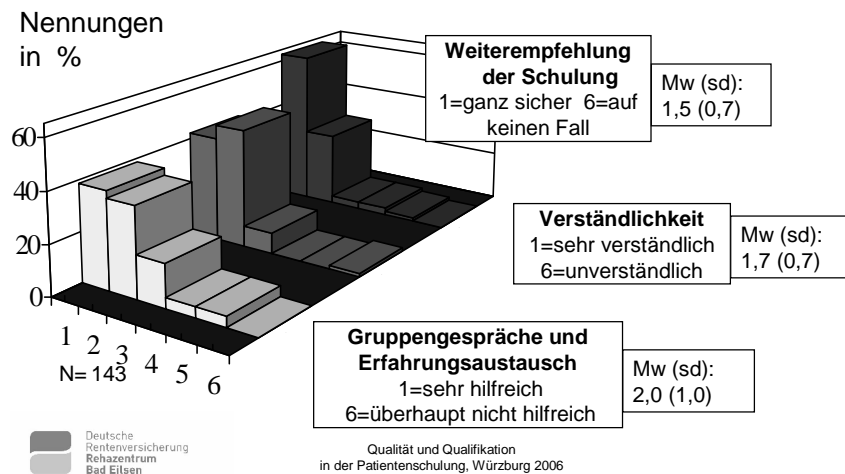 Nennungen
in %
60
40
20
0
1
2
3
4
5
6
N= 143
Weiterempfehlung
der Schulung
1=ganz sicher 6=auf
keinen Fall
Mw (sd):
1,5 (0,7)
Verständlichkeit
1=sehr verständlich
6=unverständlich
Mw (sd):
1,7 (0,7)
Gruppengespräche und
Erfahrungsaustausch
1=sehr hilfreich
6=überhaupt nicht hilfreich
Mw (sd):
2,0 (1,0)
Deutsche
Rentenversicherung
Rehazentrum
Bad Eilsen
Qualität und Qualifikation
in der Patientenschulung, Würzburg 2006